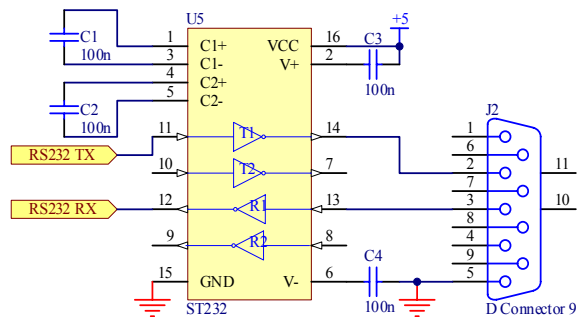 U5
+5
C1
100n
1 C1+ VCC 16 C3
3 C1- V+ 2
100n
4 C2+
5 C2-
C2
100n
J2
RS232 TX 11 T1 14
10 T2 7
RS232 RX 12 R1 13
9 R2 8
15 GND V- 6 C4
100n
ST232
1
6
2 11
7
3 10
8
4
9
5
D Connector 9